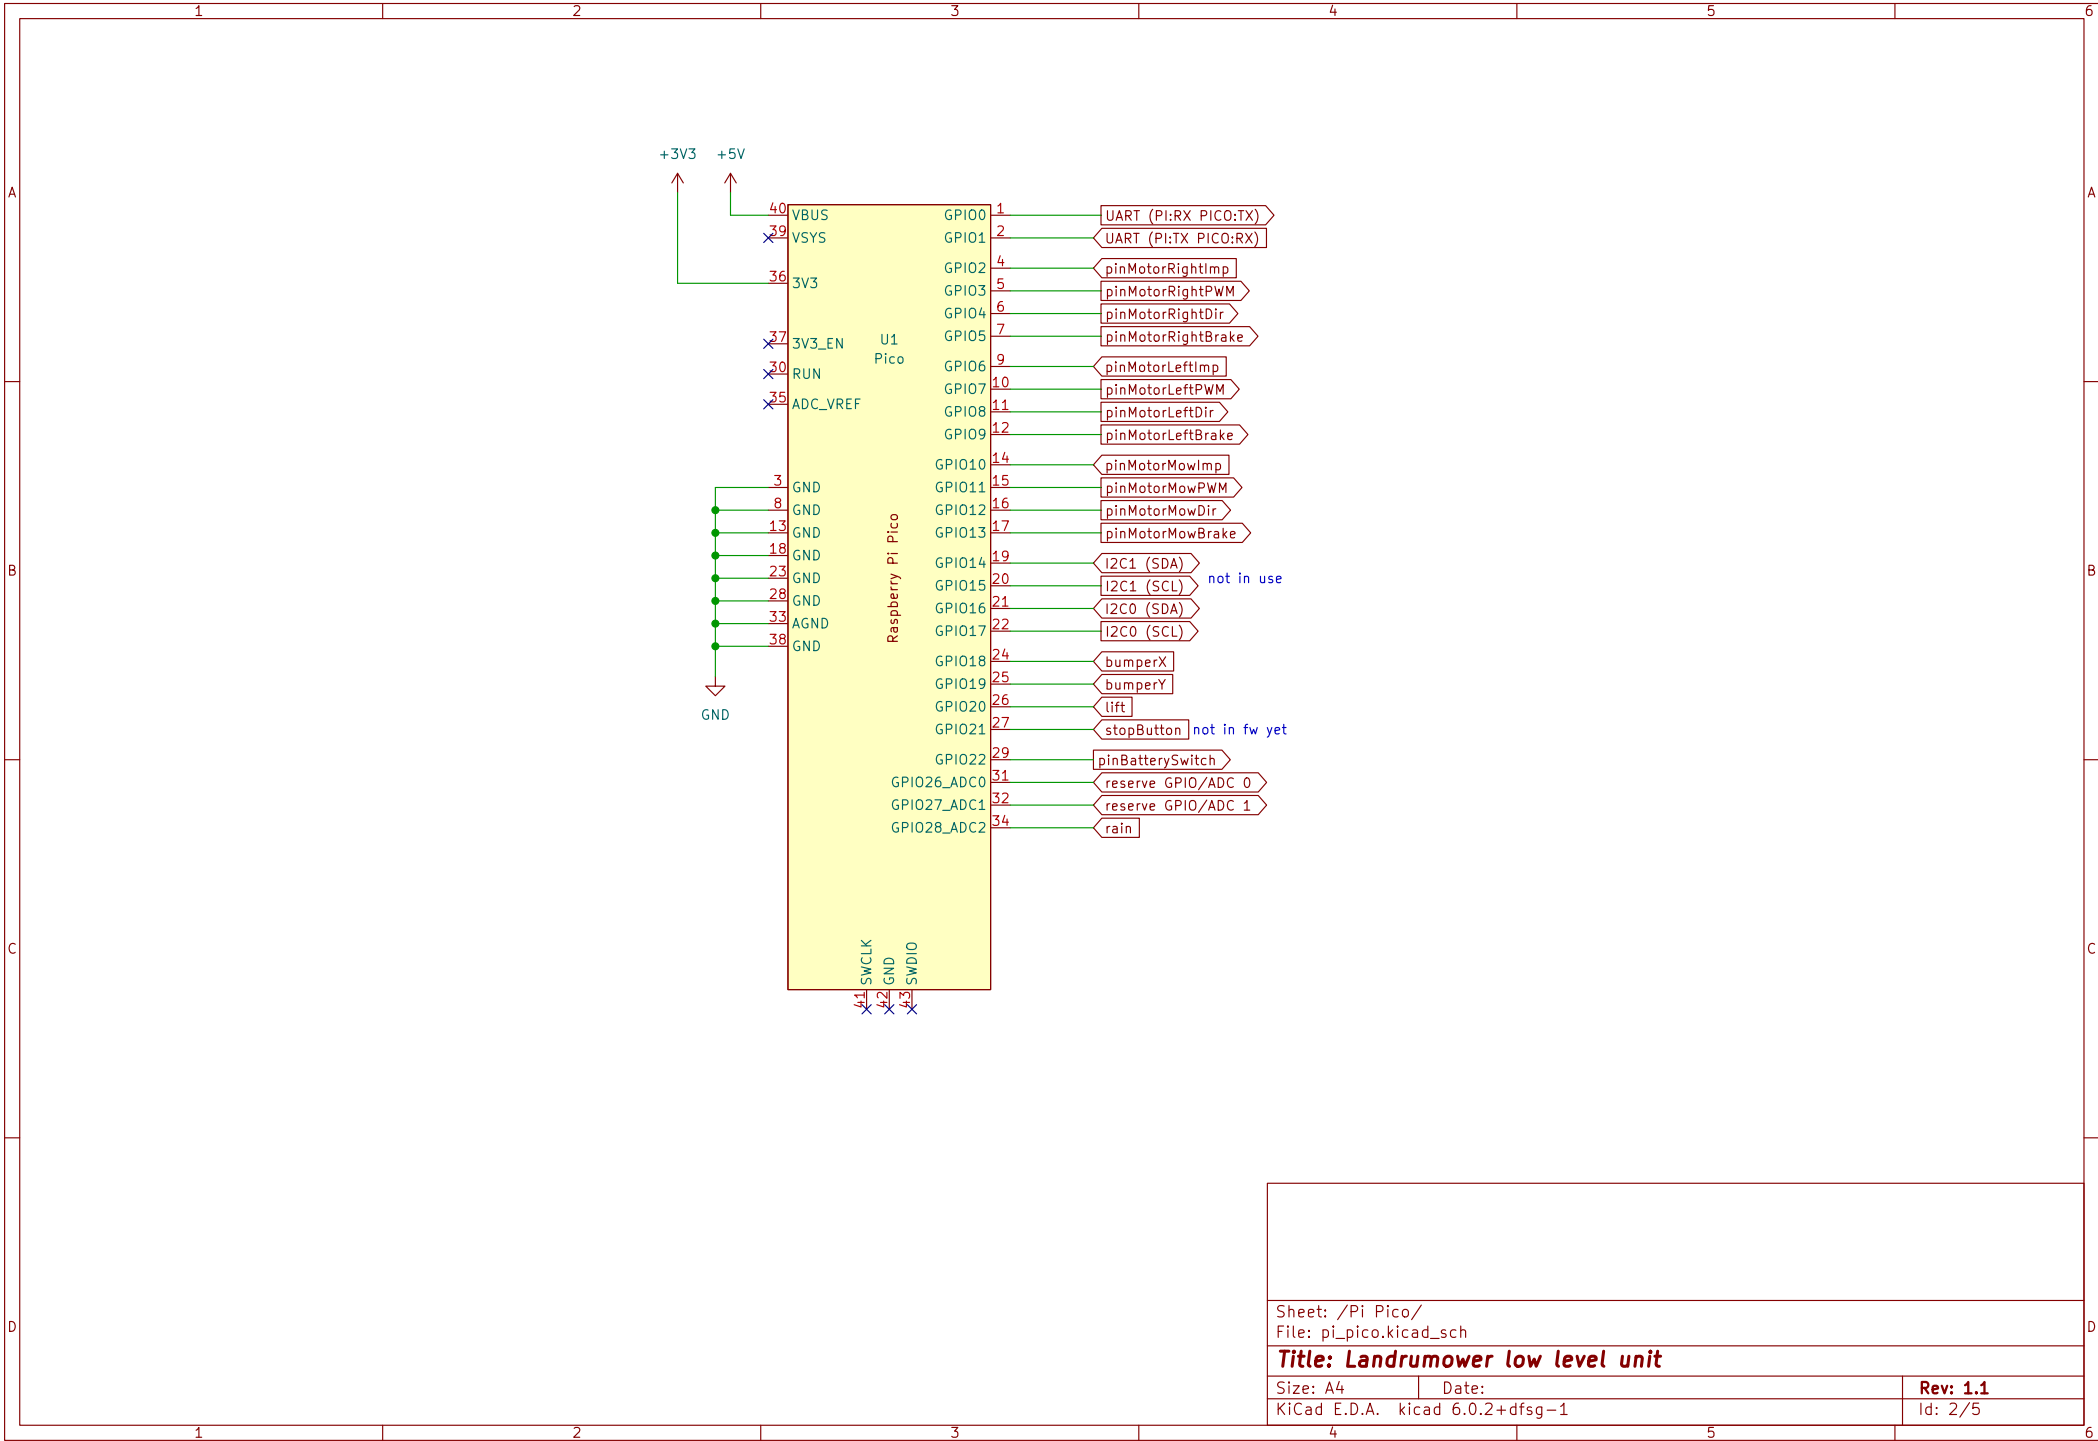 1 2 3 4 5 6
A A
+3V3 +5V
40 VBUS GPIO0 1 UART (PI:RX PICO:TX)
39 VSYS GPIO1 2 UART (PI:TX PICO:RX)
GPIO2 4 pinMotorRightImp
36 3V3 GPIO3 5 pinMotorRightPWM
GPIO4 6 pinMotorRightDir
37 3V3_EN GPIO5 7 pinMotorRightBrake
U1
Pico
30 RUN GPIO6 9 pinMotorLeftImp
GPIO7 10 pinMotorLeftPWM
35 ADC_VREF GPIO8 11 pinMotorLeftDir
GPIO9 12 pinMotorLeftBrake
GPIO10 14 pinMotorMowImp
3 GND GPIO11 15 pinMotorMowPWM
8 GND GPIO12 16 pinMotorMowDir
13 GND GPIO13 17 pinMotorMowBrake
18 GND GPIO14 19 I2C1 (SDA)
B B
not in use
23 GND GPIO15 20 I2C1 (SCL)
28 GND GPIO16 21 I2C0 (SDA)
33 AGND GPIO17 22 I2C0 (SCL)
38 GND
Raspberry Pi Pico
GPIO18 24 bumperX
GPIO19 25 bumperY
GPIO20 26 lift
GND
GPIO21 27 stopButton not in fw yet
GPIO22 29 pinBatterySwitch
GPIO26_ADC0 31 reserve GPIO/ADC 0
GPIO27_ADC1 32 reserve GPIO/ADC 1
GPIO28_ADC2 34 rain
C C
SWCLK GND SWDIO
41 42 43
D D
Sheet: /Pi Pico/
File: pi_pico.kicad_sch
Title: Landrumower low level unit
Size: A4 Date: Rev: 1.1
KiCad E.D.A. kicad 6.0.2+dfsg-1 Id: 2/5
1 2 3 4 5 6